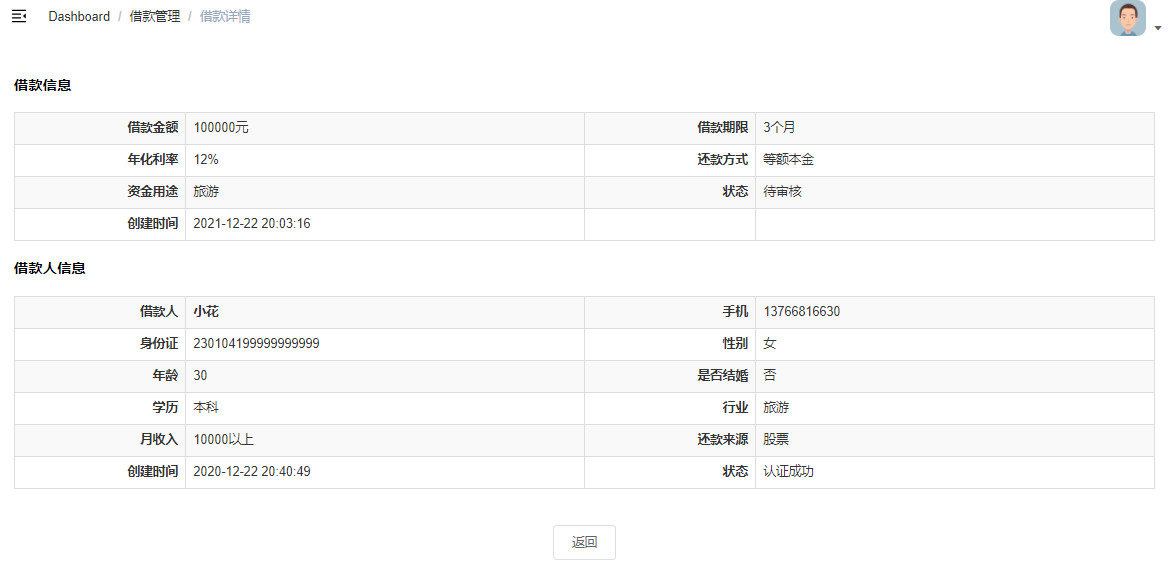 Dashboard / 借款管理 / 借款详情
借款信息
借款金额 100000元 借款期限 3个月
年化利率 12% 还款方式 等额本金
资金用途 旅游 状态 待审核
创建时间 2021-12-22 20:03:16
借款人信息
借款人 小花 手机 13766816630
身份证 230104199999999999 性别 女
年龄 30 是否结婚 否
学历 本科 行业 旅游
月收入 10000以上 还款来源 股票
创建时间 2020-12-22 20:40:49 状态 认证成功
返回